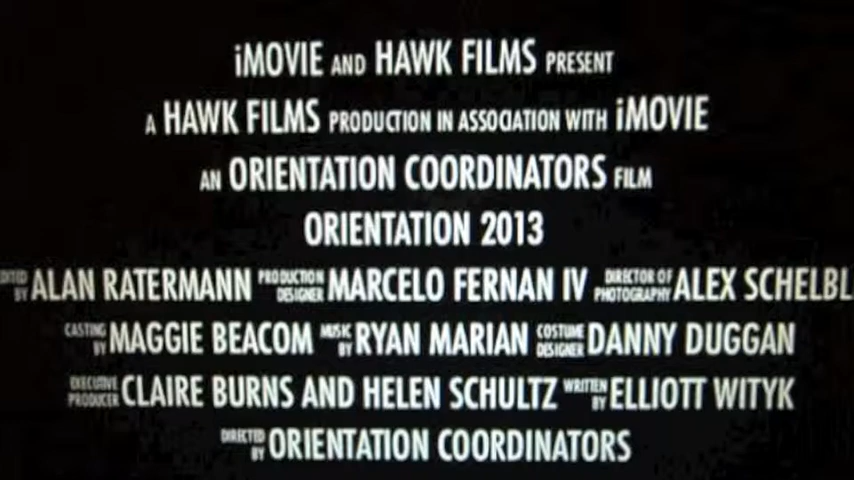 iMOVIE AND HAWK FILMS PRESENT
A HAWK FILMS PRODUCTION IN ASSOCIATION WITH iMOVIE
AN ORIENTATION COORDINATORS FILM
ORIENTATION 2013
BY ALAN RATERMANN PRODUCTION DESIGNER MARCELO FERNAN IV DIRECTOR OF PHOTOGRAPHY ALEX SCHELBL
CASTING BY MAGGIE BEACOM MUSIC BY RYAN MARIAN COSTUME DESIGNER DANNY DUGGAN
EXECUTIVE PRODUCER CLAIRE BURNS AND HELEN SCHULTZ WRITTEN BY ELLIOTT WITYK
DIRECTED BY ORIENTATION COORDINATORS